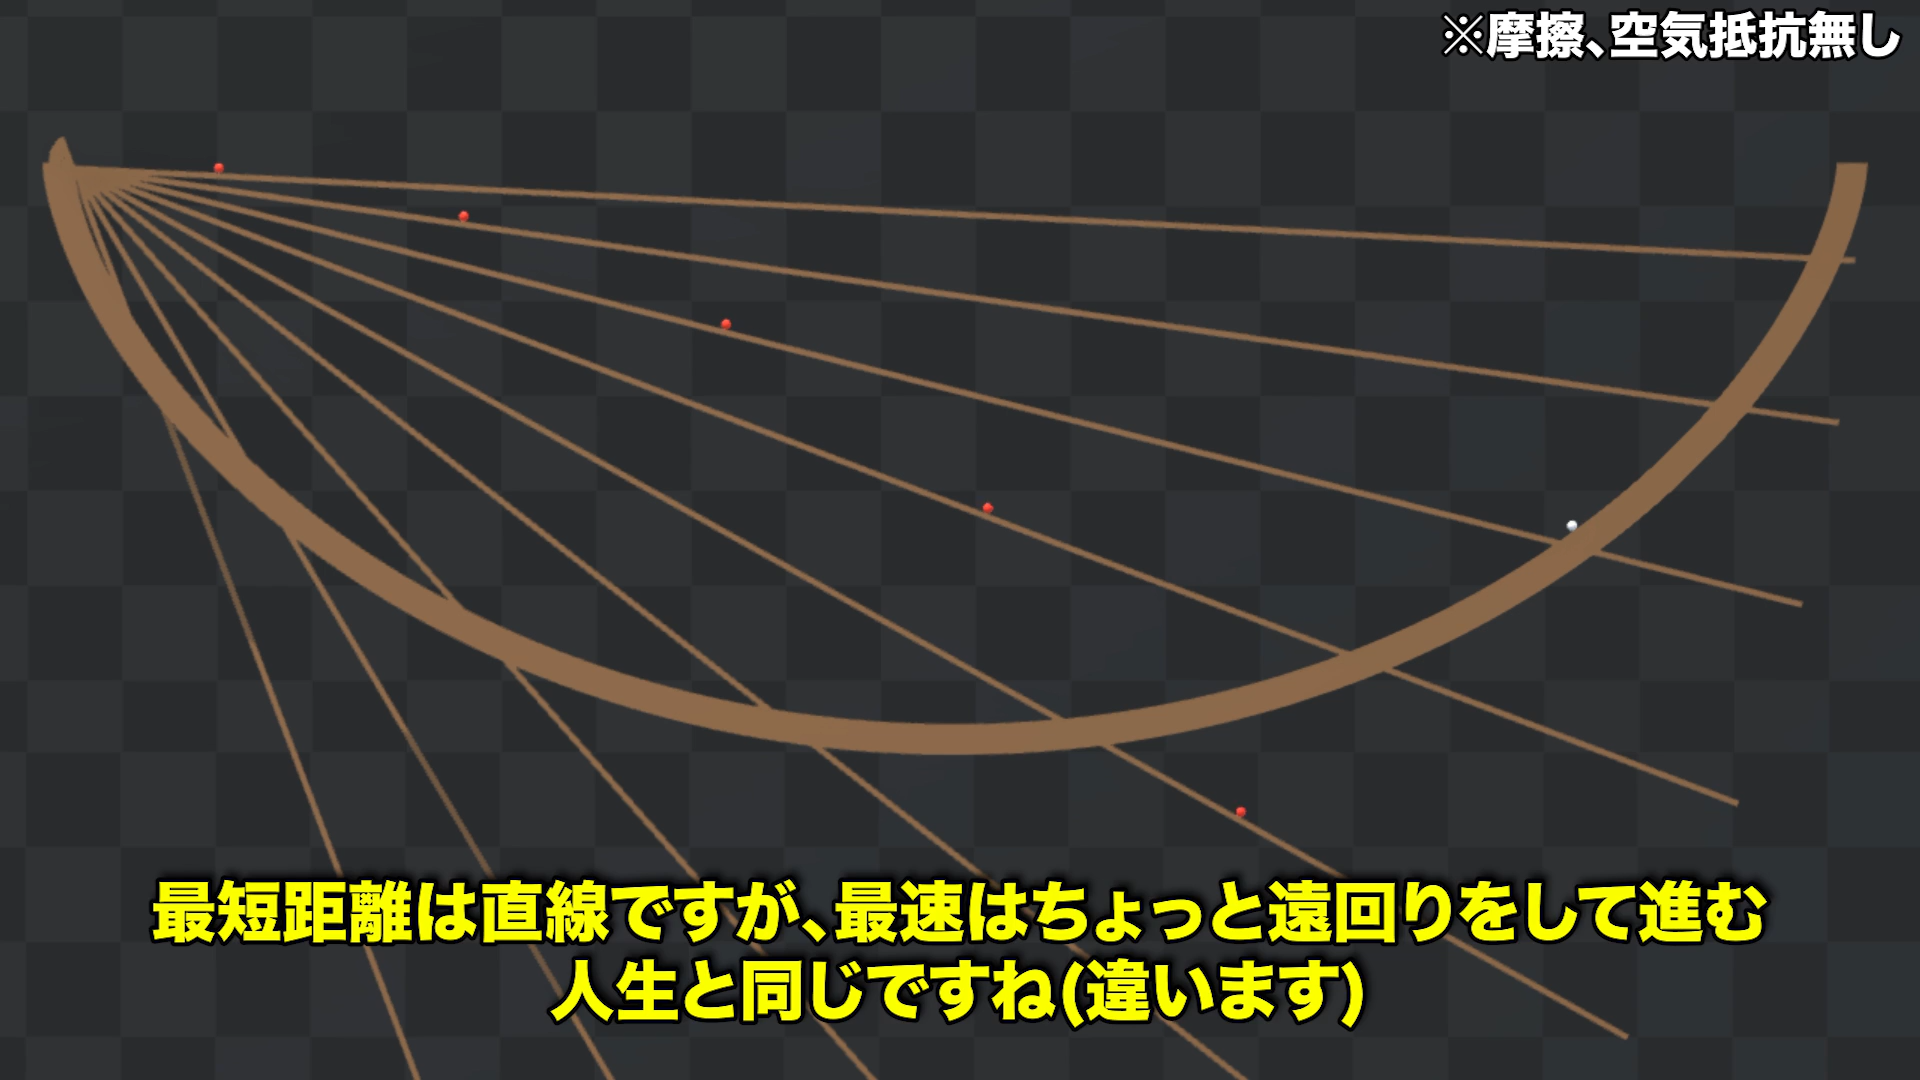 ※摩擦、空気抵抗無し
最短距離は直線ですが、最速はちょっと遠回りをして進む
人生と同じですね(違います)